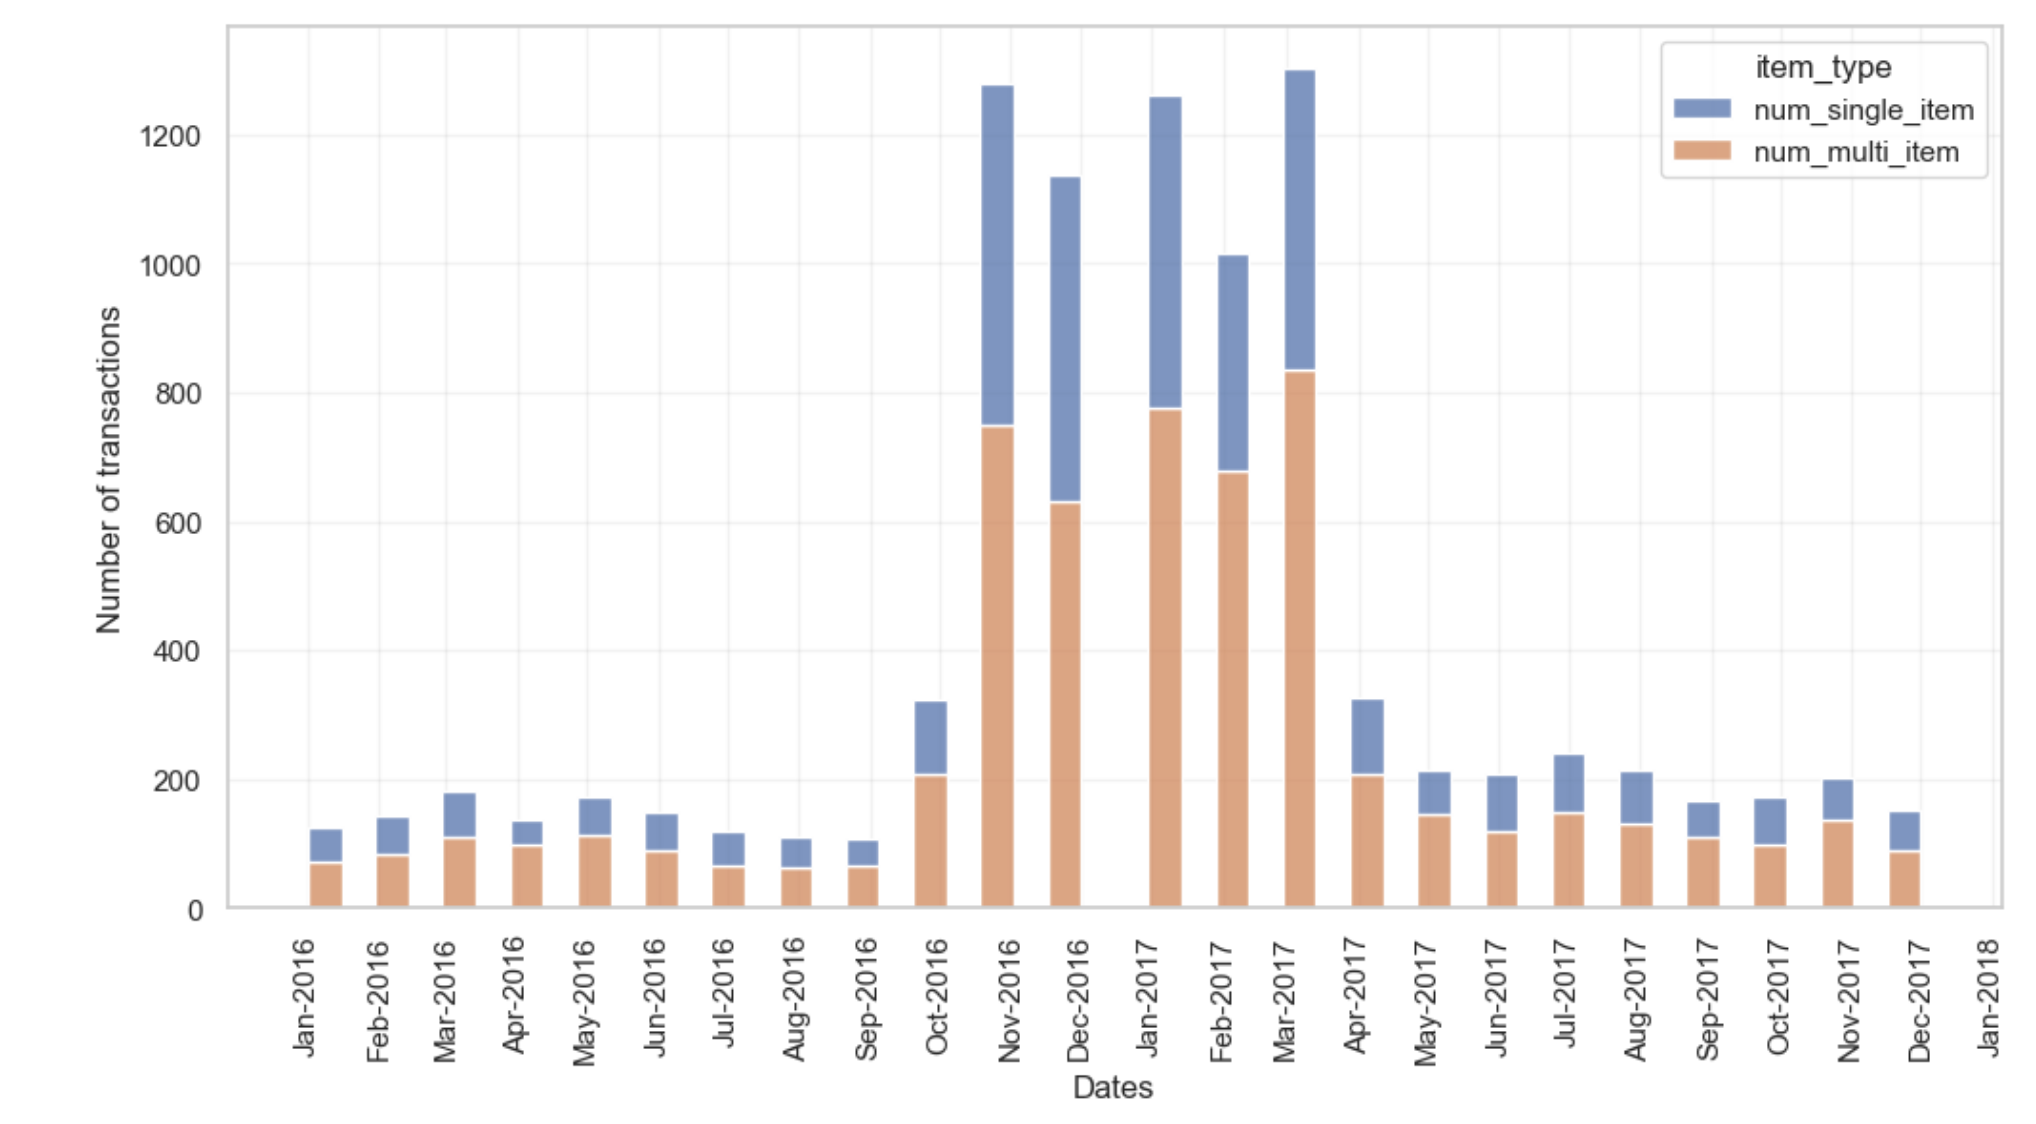 item_type
num_single_item
num_multi_item
1200
1000
800
600
400
200
0
Number of transactions
Jan-2016
Feb-2016
Mar-2016
Apr-2016
May-2016
Jun-2016
Jul-2016
Aug-2016
Sep-2016
Oct-2016
Nov-2016
Dec-2016
Jan-2017
Feb-2017
Mar-2017
Apr-2017
May-2017
Jun-2017
Jul-2017
Aug-2017
Sep-2017
Oct-2017
Nov-2017
Dec-2017
Jan-2018
Dates